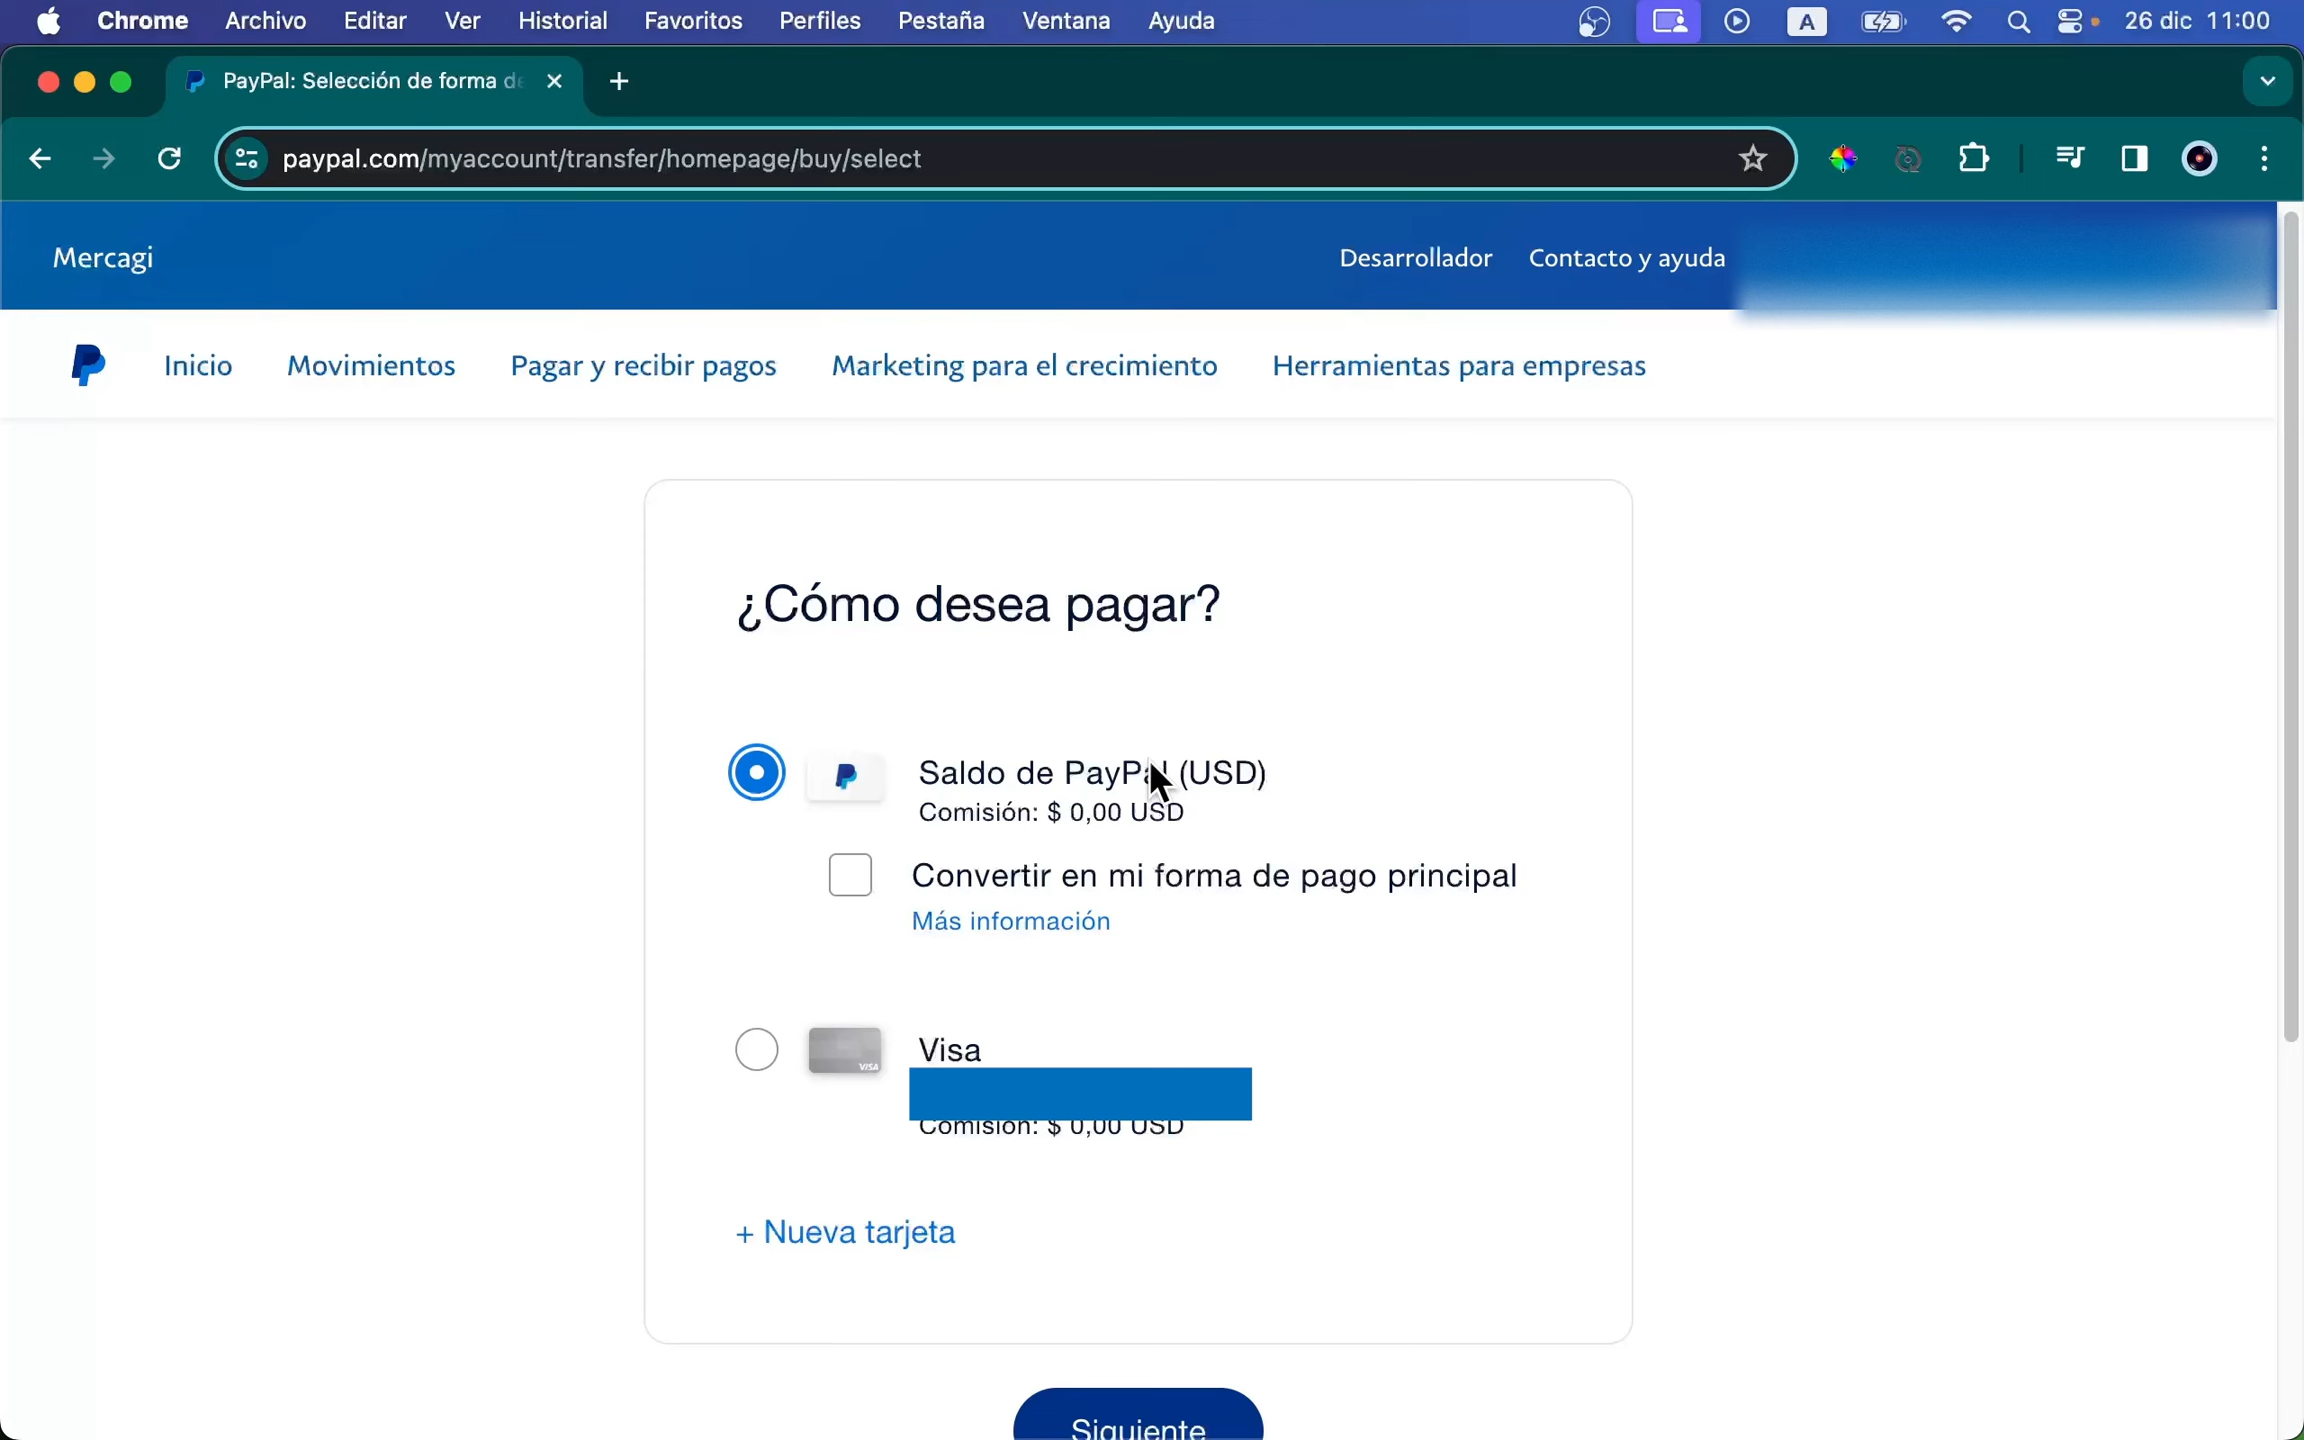 Chrome Archivo Editar Ver Historial Favoritos Perfiles Pestaña Ventana Ayuda A 26 dic 11:00
PayPal: Selección de forma de
paypal.com/myaccount/transfer/homepage/buy/select
Mercagi Desarrollador Contacto y ayuda
Inicio Movimientos Pagar y recibir pagos Marketing para el crecimiento Herramientas para empresas
¿Cómo desea pagar?
Saldo de PayPal (USD)
Comisión: $ 0,00 USD
Convertir en mi forma de pago principal
Más información
Visa
VISA
Comisión: $ 0,00 USD
+ Nueva tarjeta
Siguiente